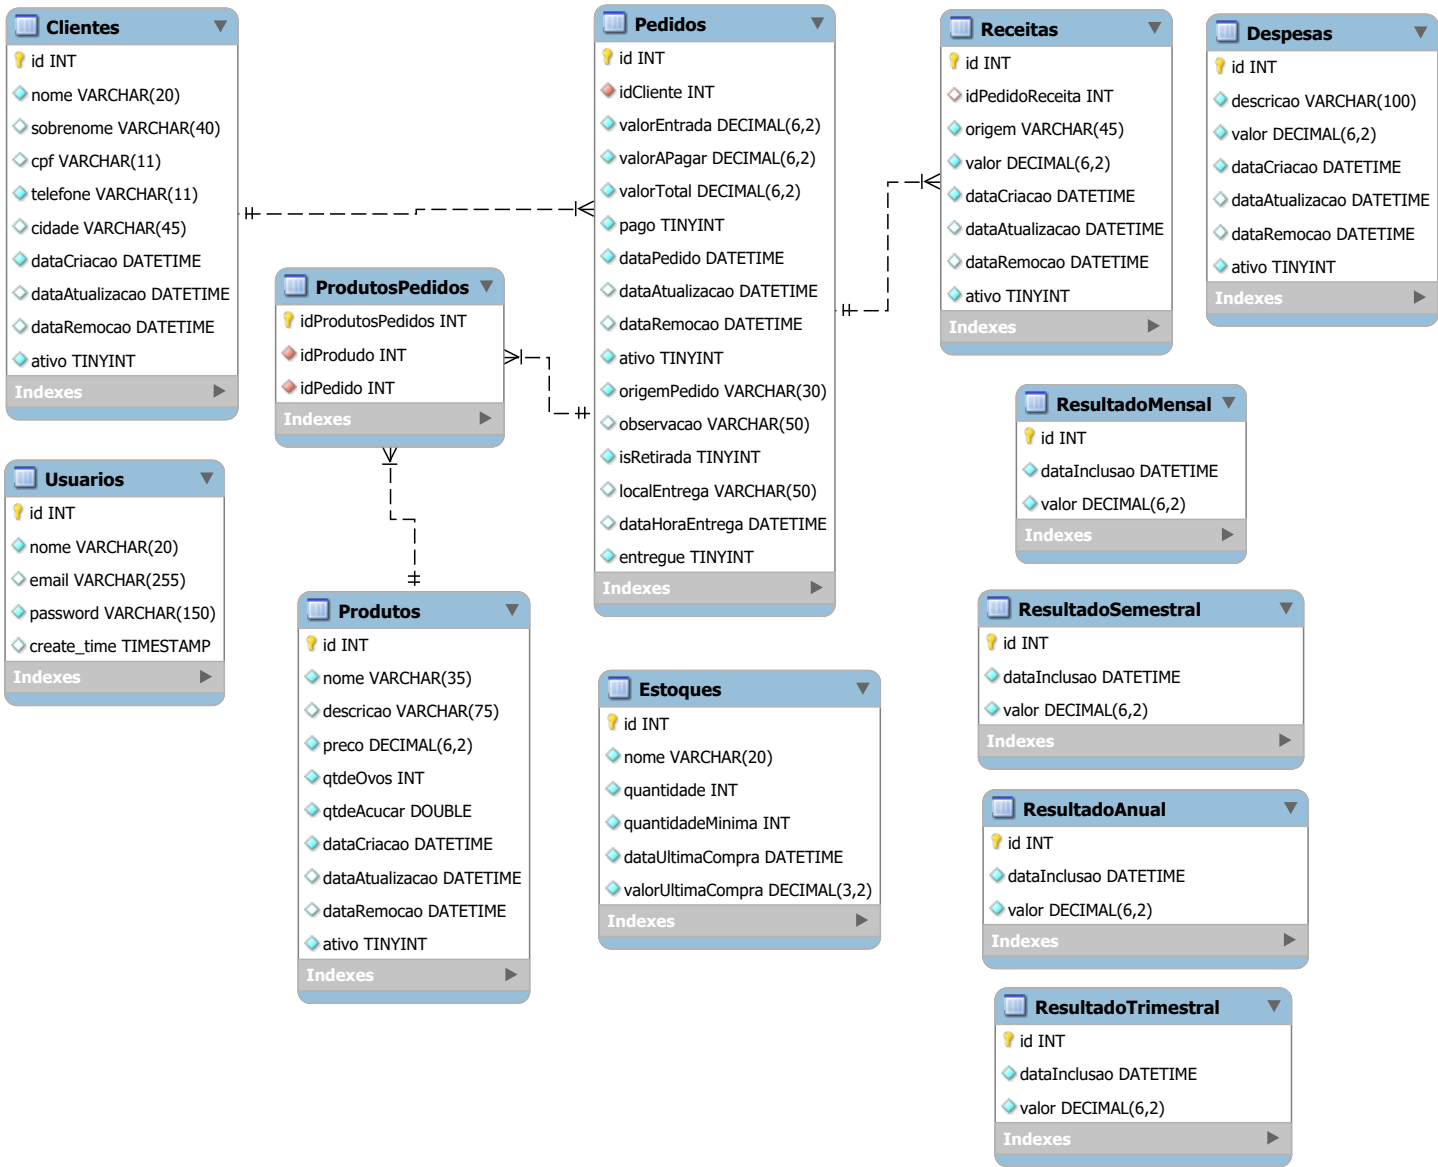 Clientes
id INT
nome VARCHAR(20)
sobrenome VARCHAR(40)
cpf VARCHAR(11)
telefone VARCHAR(11)
cidade VARCHAR(45)
dataCriacao DATETIME
dataAtualizacao DATETIME
dataRemocao DATETIME
ativo TINYINT
Indexes
Usuarios
id INT
nome VARCHAR(20)
email VARCHAR(255)
password VARCHAR(150)
create_time TIMESTAMP
Indexes
ProdutosPedidos
idProdutosPedidos INT
idProdudo INT
idPedido INT
Indexes
Produtos
id INT
nome VARCHAR(35)
descricao VARCHAR(75)
preco DECIMAL(6,2)
qtdeOvos INT
qtdeAcucar DOUBLE
dataCriacao DATETIME
dataAtualizacao DATETIME
dataRemocao DATETIME
ativo TINYINT
Indexes
Pedidos
id INT
idCliente INT
valorEntrada DECIMAL(6,2)
valorAPagar DECIMAL(6,2)
valorTotal DECIMAL(6,2)
pago TINYINT
dataPedido DATETIME
dataAtualizacao DATETIME
dataRemocao DATETIME
ativo TINYINT
origemPedido VARCHAR(30)
observacao VARCHAR(50)
isRetirada TINYINT
localEntrega VARCHAR(50)
dataHoraEntrega DATETIME
entregue TINYINT
Indexes
Estoques
id INT
nome VARCHAR(20)
quantidade INT
quantidadeMinima INT
dataUltimaCompra DATETIME
valorUltimaCompra DECIMAL(3,2)
Indexes
Receitas
id INT
idPedidoReceita INT
origem VARCHAR(45)
valor DECIMAL(6,2)
dataCriacao DATETIME
dataAtualizacao DATETIME
dataRemocao DATETIME
ativo TINYINT
Indexes
Despesas
id INT
descricao VARCHAR(100)
valor DECIMAL(6,2)
dataCriacao DATETIME
dataAtualizacao DATETIME
dataRemocao DATETIME
ativo TINYINT
Indexes
ResultadoMensal
id INT
dataInclusao DATETIME
valor DECIMAL(6,2)
Indexes
ResultadoSemestral
id INT
dataInclusao DATETIME
valor DECIMAL(6,2)
Indexes
ResultadoAnual
id INT
dataInclusao DATETIME
valor DECIMAL(6,2)
Indexes
ResultadoTrimestral
id INT
dataInclusao DATETIME
valor DECIMAL(6,2)
Indexes